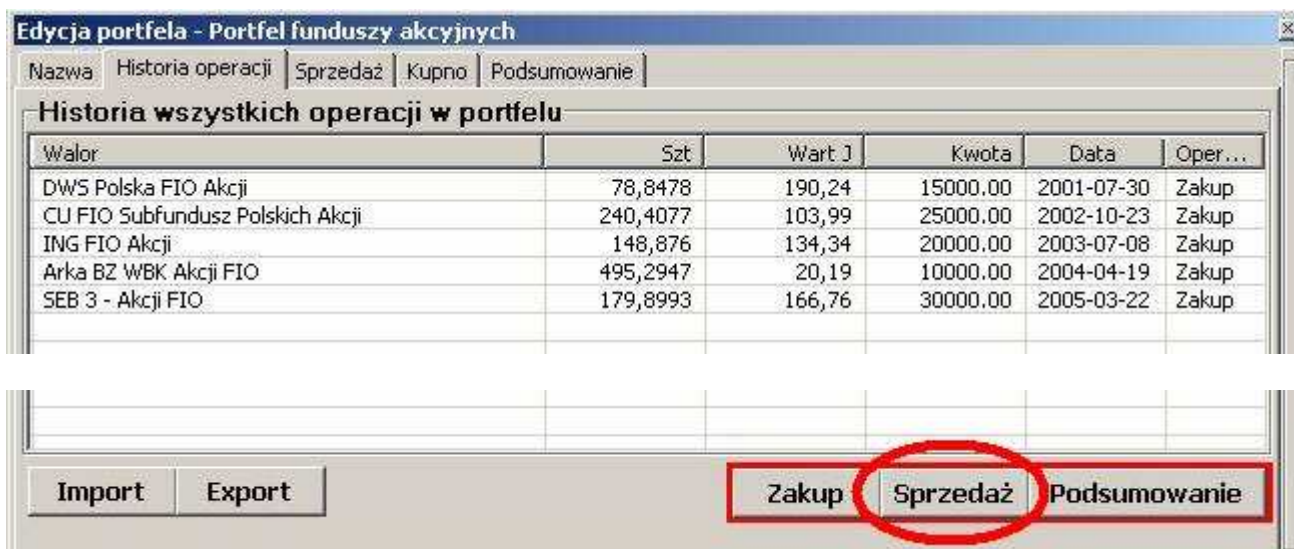 Edycja portfela - Portfel funduszy akcyjnych
Nazwa Historia operacji Sprzedaż Kupno Podsumowanie
Historia wszystkich operacji w portfelu
Walor Szt Wart J Kwota Data Oper...
DWS Polska FIO Akcji 78,8478 190,24 15000.00 2001-07-30 Zakup
CU FIO Subfundusz Polskich Akcji 240,4077 103,99 25000.00 2002-10-23 Zakup
ING FIO Akcji 148,876 134,34 20000.00 2003-07-08 Zakup
Arka BZ WBK Akcji FIO 495,2947 20,19 10000.00 2004-04-19 Zakup
SEB 3 - Akcji FIO 179,8993 166,76 30000.00 2005-03-22 Zakup
Import Export Zakup Sprzedaż Podsumowanie